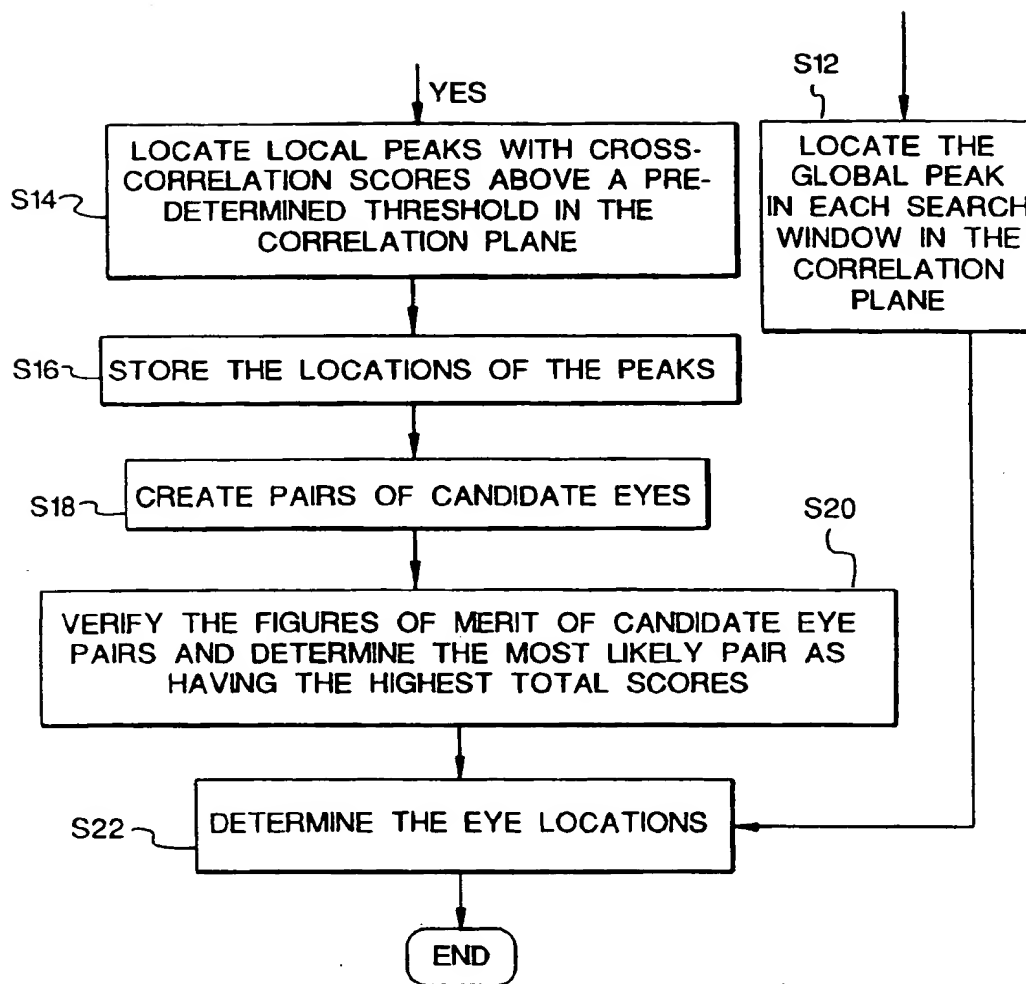 YES
S12
S14
LOCATE LOCAL PEAKS WITH CROSS-
CORRELATION SCORES ABOVE A PRE-
DETERMINED THRESHOLD IN THE
CORRELATION PLANE
LOCATE THE
GLOBAL PEAK
IN EACH SEARCH
WINDOW IN THE
CORRELATION
PLANE
S16
STORE THE LOCATIONS OF THE PEAKS
S18
CREATE PAIRS OF CANDIDATE EYES
S20
VERIFY THE FIGURES OF MERIT OF CANDIDATE EYE
PAIRS AND DETERMINE THE MOST LIKELY PAIR AS
HAVING THE HIGHEST TOTAL SCORES
S22
DETERMINE THE EYE LOCATIONS
END